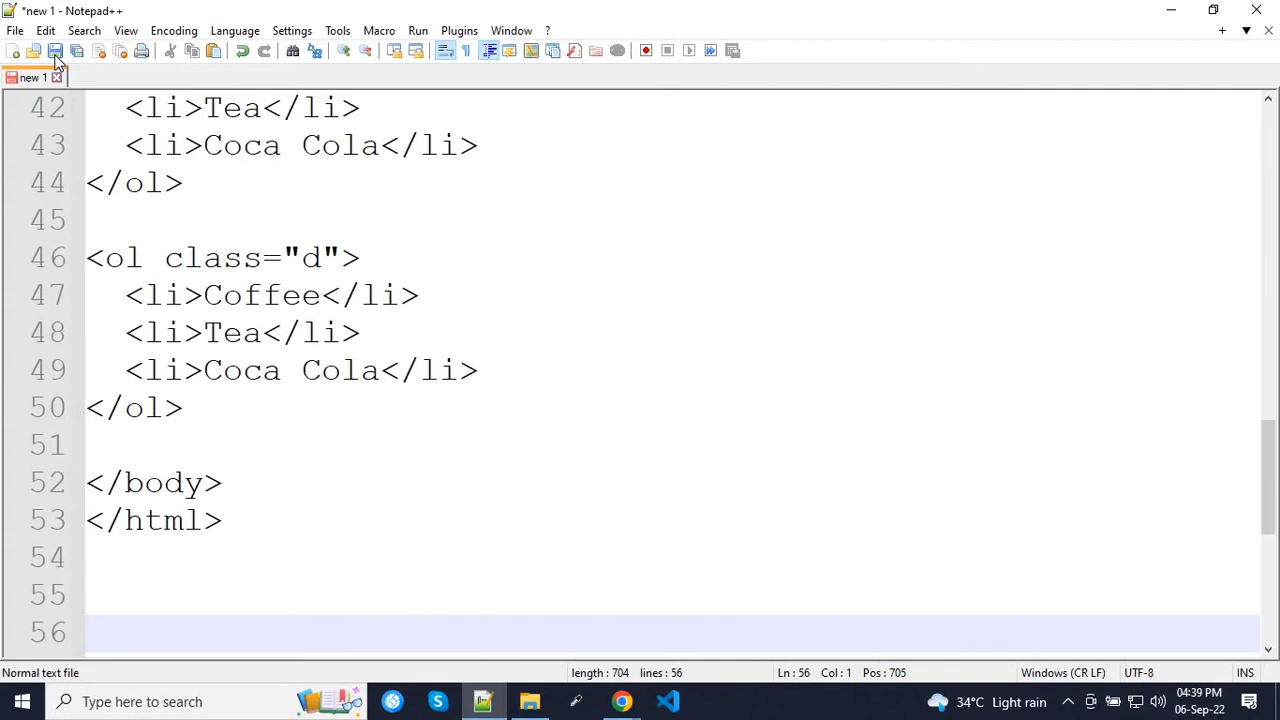 *new 1 - Notepad++
File Edit Search View Encoding Language Settings Tools Macro Run Plugins Window ?
new 1
42 <li>Tea</li>
43 <li>Coca Cola</li>
44 </ol>
45
46 <ol class="d">
47 <li>Coffee</li>
48 <li>Tea</li>
49 <li>Coca Cola</li>
50 </ol>
51
52 </body>
53 </html>
54
55
56
Normal text file length : 704 lines : 56 Ln : 56 Col : 1 Pos : 705 Windows (CR LF) UTF-8 INS
Type here to search 34°C Light rain 04:39 PM
06-Sep-22